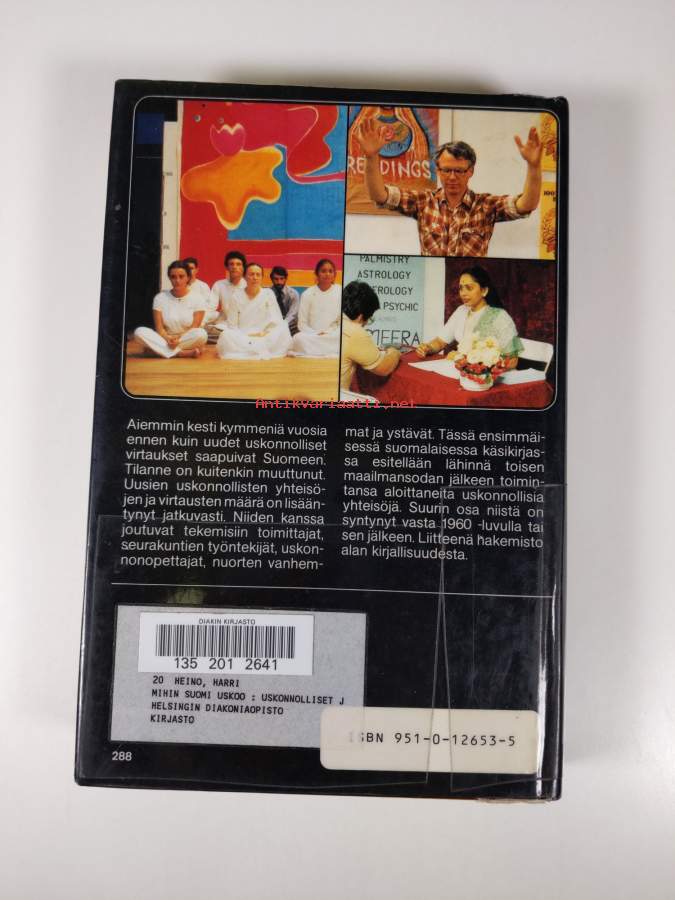 READINGS
PALMISTRY
ASTROLOGY
PSYCHIC
MEERA
Antikvariaatti.net
Aiemmin kesti kymmeniä vuosia
ennen kuin uudet uskonnolliset
virtaukset saapuivat Suomeen.
Tilanne on kuitenkin muuttunut.
Uusien uskonnollisten yhteisö-
jen ja virtausten määrä on lisään-
tynyt jatkuvasti. Niiden kanssa
joutuvat tekemisiin toimittajat,
seurakuntien työntekijät, uskon-
nonopettajat, nuorten vanhem-
mat ja ystävät. Tässä ensimmäi-
sessä suomalaisessa käsikirjas-
sa esitellään lähinnä toisen
maailmansodan jälkeen toimin-
tansa aloittaneita uskonnollisia
yhteisöjä. Suurin osa niistä on
syntynyt vasta 1960 -luvulla tai
sen jälkeen. Liitteenä hakemisto
alan kirjallisuudesta.
DIAKIN KIRJASTO
135 201 2641
20 HEINO, HARRI
MIHIN SUOMI USKOO : USKONNOLLISET J
HELSINGIN DIAKONIAOPISTO
KIRJASTO
ISBN 951-0-12653-5
288